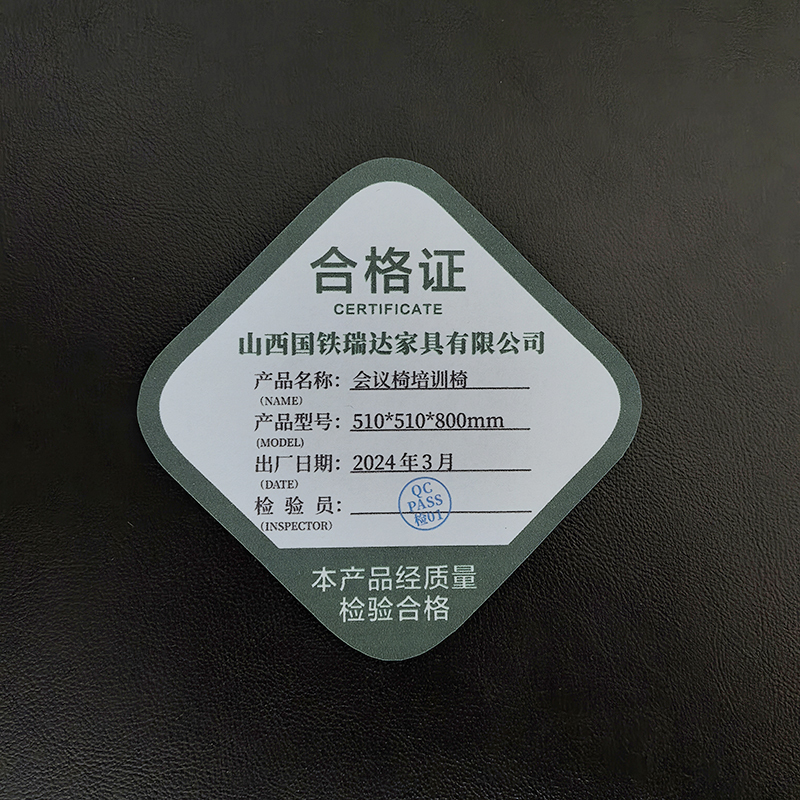 合格证
CERTIFICATE
山西国铁瑞达家具有限公司
产品名称：会议椅培训椅
（NAME）
产品型号：510*510*800mm
(MODEL)
出厂日期：2024年3月
（DATE）
检 验 员：
（INSPECTOR）
QC
PASS
检01
本产品经质量
检验合格